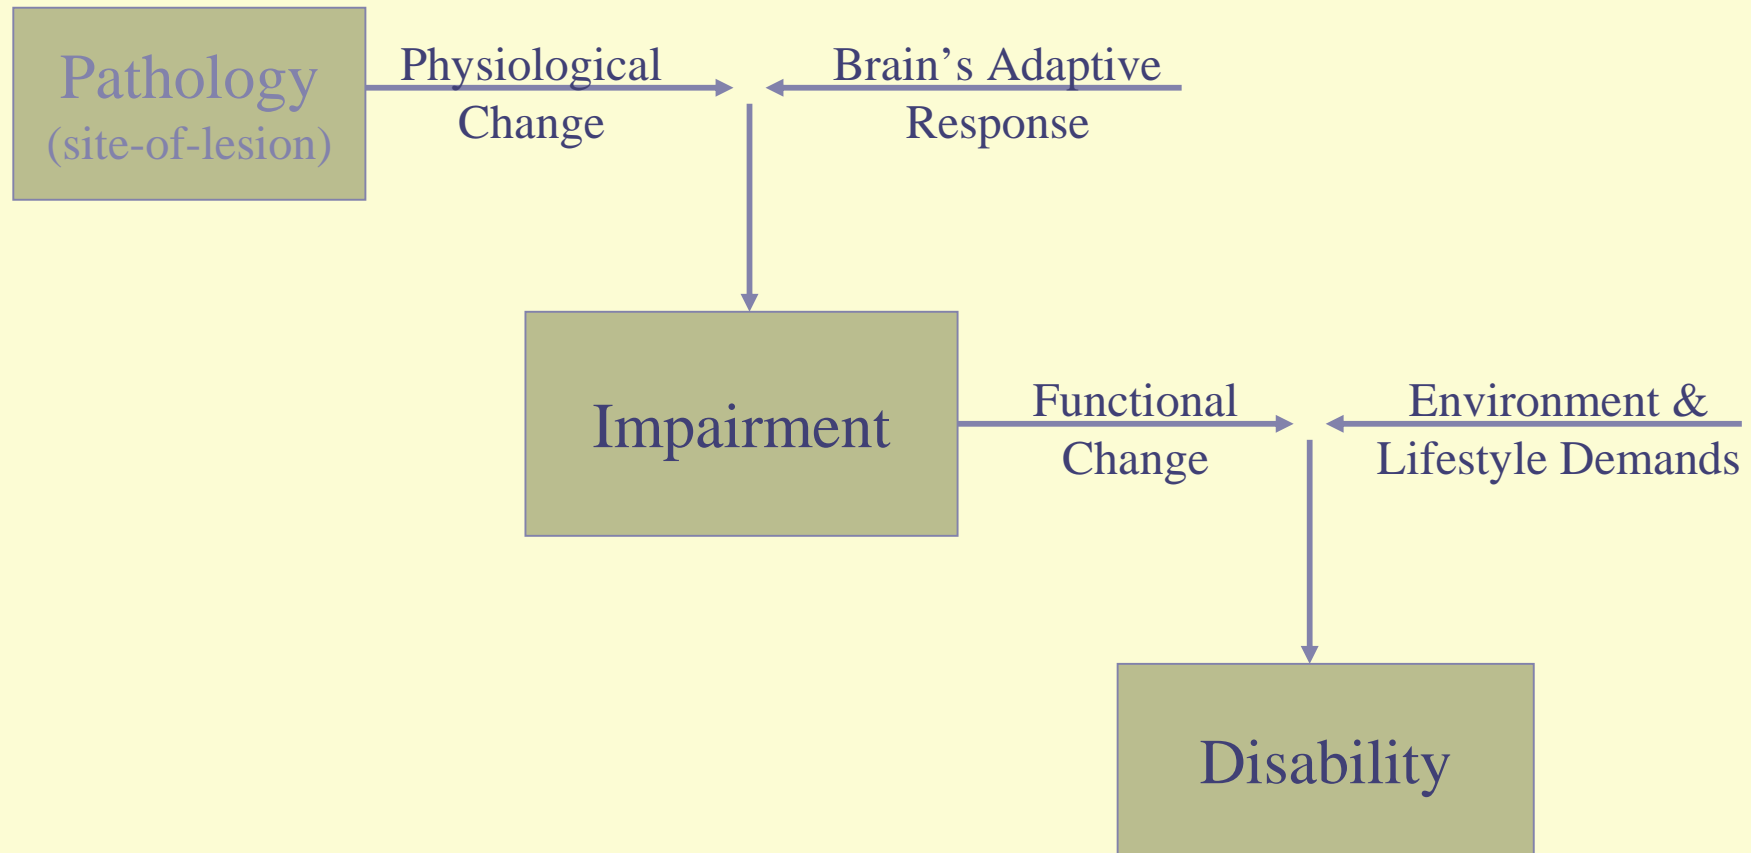 Pathology
(site-of-lesion)
Physiological
Change
Brain’s Adaptive
Response
Impairment
Functional
Change
Environment &
Lifestyle Demands
Disability